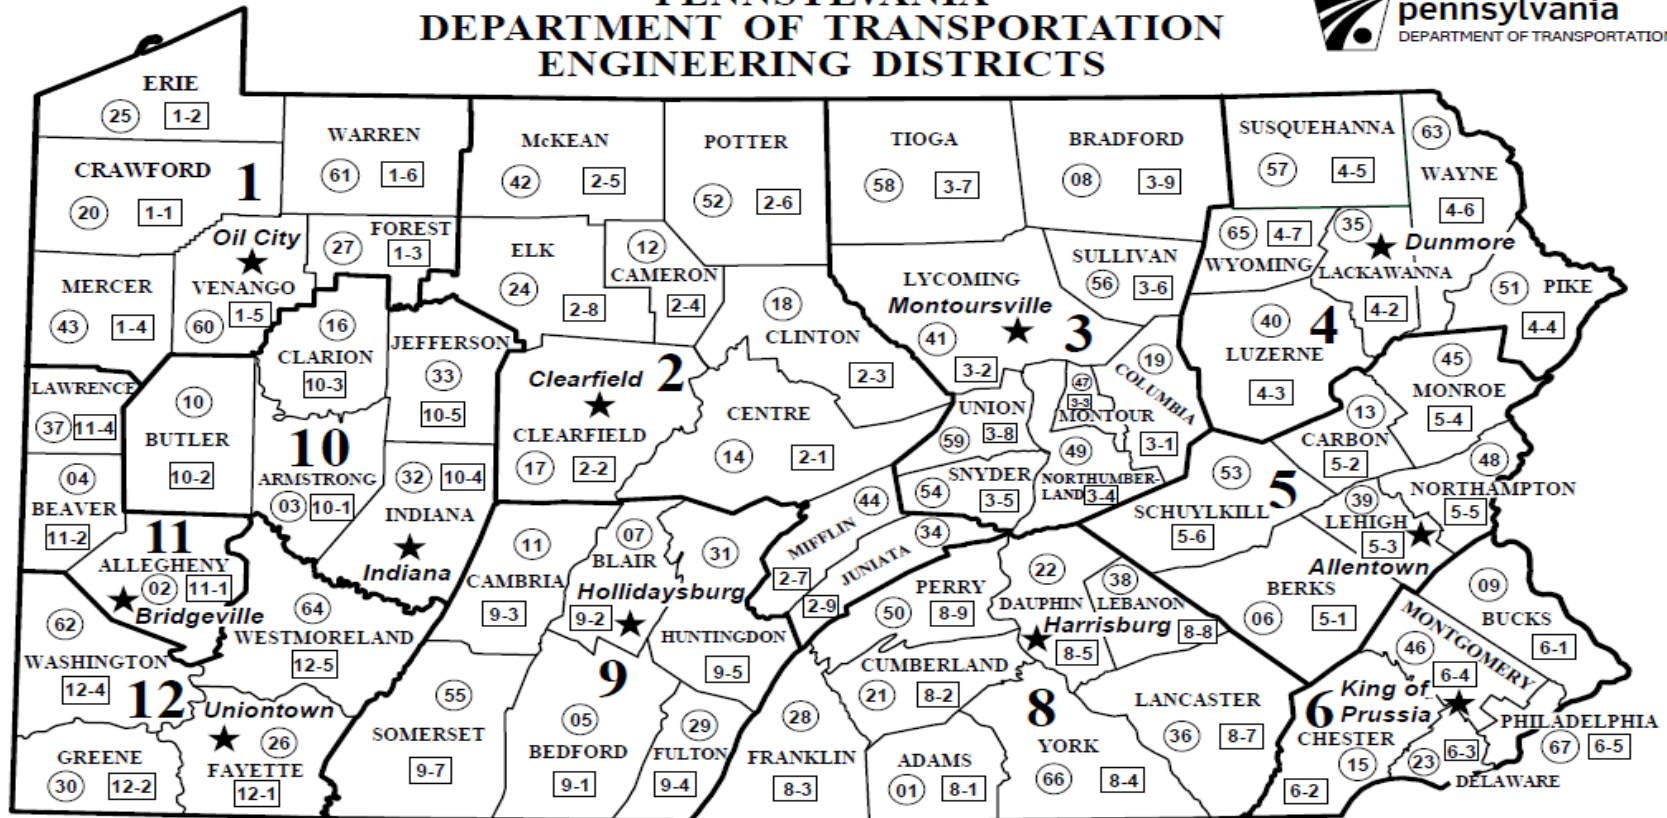 PENNSYLVANIA
DEPARTMENT OF TRANSPORTATION
ENGINEERING DISTRICTS
pennsylvania
DEPARTMENT OF TRANSPORTATION
ERIE
25 1-2
CRAWFORD
1
20 1-1
WARREN
61 1-6
McKEAN
42 2-5
POTTER
52 2-6
TIOGA
58 3-7
BRADFORD
08 3-9
SUSQUEHANNA
57 4-5
63
WAYNE
4-6
Oil City
VENANGO
60 1-5
FOREST
27 1-3
MERCER
43 1-4
ELK
24 2-8
12
CAMERON
2-4
18
CLINTON
2-3
LYCOMING
Montoursville
41 3-2
3
SULLIVAN
56 3-6
65 4-7
WYOMING
35
Dunmore
LACKAWANNA
4-2
51 PIKE
4-4
40
4
LUZERNE
4-3
16
CLARION
10-3
JEFFERSON
33
10-5
LAWRENCE
37 11-4
10
BUTLER
10-2
10
ARMSTRONG
03 10-1
32 10-4
INDIANA
Indiana
Clearfield
2
CLEARFIELD
17 2-2
CENTRE
14 2-1
UNION
59 3-8
47
3-3
MONTOUR
19
COLUMBIA
3-1
SNYDER
54 3-5
49
NORTHUMBER-
LAND 3-4
45
MONROE
5-4
13
CARBON
5-2
48
NORTHAMPTON
5-5
53
5
SCHUYLKILL
5-6
39
LEHIGH
5-3
Allentown
04
BEAVER
11-2
11
ALLEGHENY
02 11-1
Bridgeville
62
WASHINGTON
12-4
12
64
WESTMORELAND
12-5
Uniontown
26
FAYETTE
12-1
GREENE
30 12-2
11
CAMBRIA
9-3
07
BLAIR
Hollidaysburg
9-2
31
HUNTINGDON
9-5
9
44
MIFFLIN
2-7
34
JUNIATA
2-9
55
SOMERSET
9-7
05
BEDFORD
9-1
29
FULTON
9-4
PERRY
50 8-9
22
DAUPHIN
Harrisburg
8-5
38
LEBANON
8-8
CUMBERLAND
21 8-2
28
FRANKLIN
8-3
ADAMS
01 8-1
8
YORK
66 8-4
LANCASTER
36 8-7
BERKS
06 5-1
09
BUCKS
6-1
MONTGOMERY
46
6-4
King of
Prussia
6
CHESTER
15
6-2
23 6-3
DELAWARE
PHILADELPHIA
67 6-5